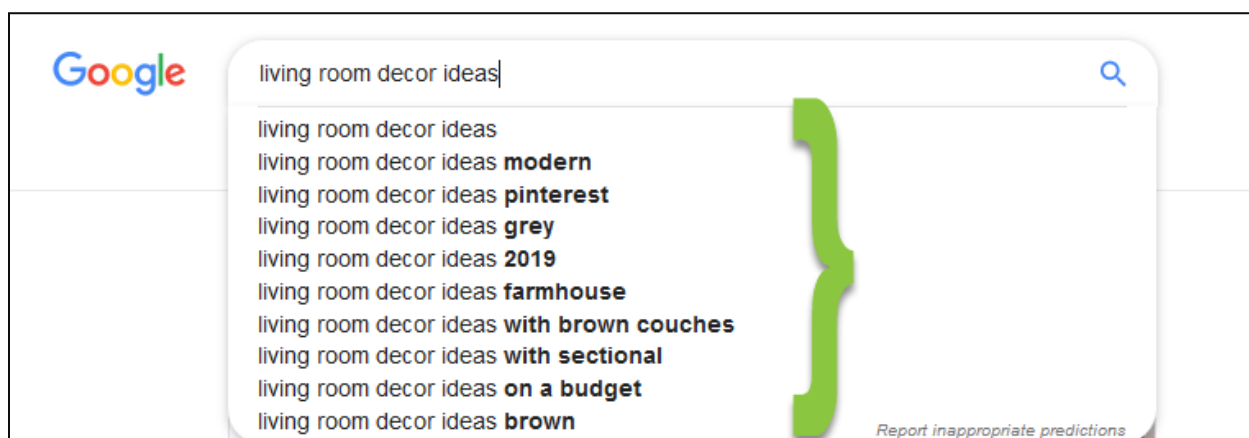 Google
living room decor ideas
living room decor ideas
living room decor ideas modern
living room decor ideas pinterest
living room decor ideas grey
living room decor ideas 2019
living room decor ideas farmhouse
living room decor ideas with brown couches
living room decor ideas with sectional
living room decor ideas on a budget
living room decor ideas brown
Report inappropriate predictions